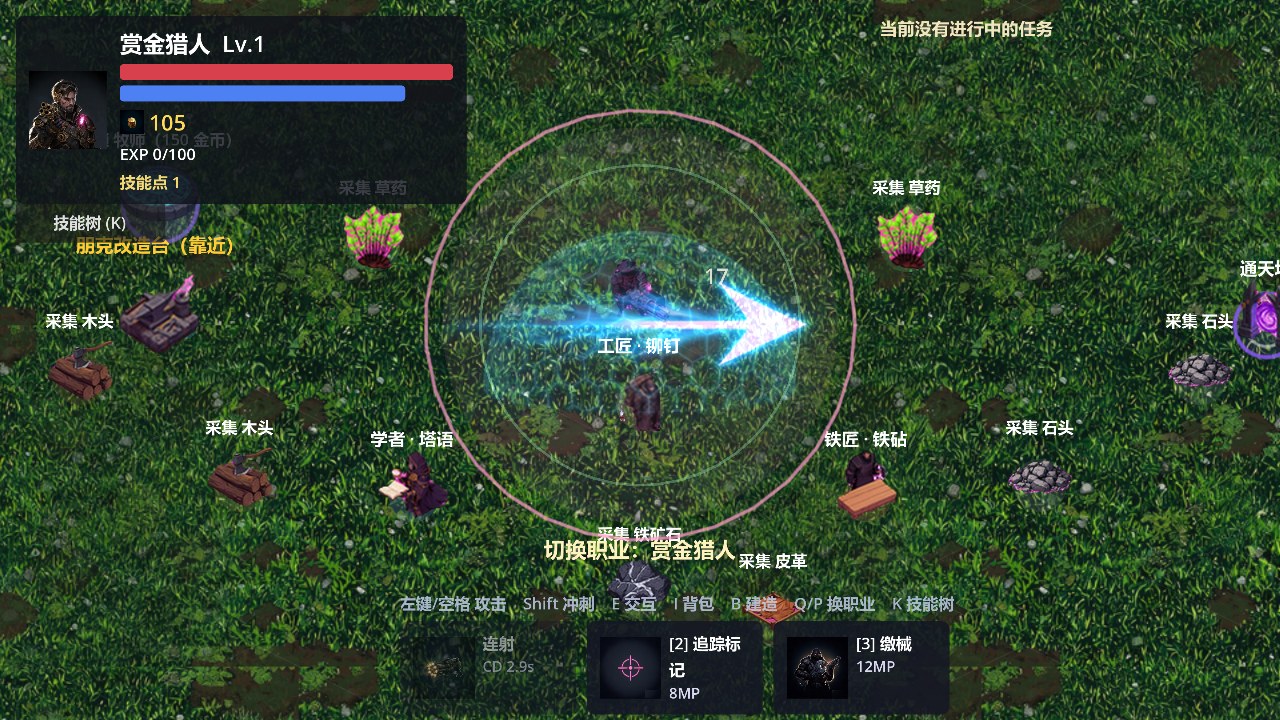 赏金猎人 Lv.1
当前没有进行中的任务
105
牧师（150 金币）
EXP 0/100
技能点 1
采集 草药
采集 草药
技能树 (K)
朋克改造台（靠近）
17
采集 木头
采集 石头
工匠 · 铆钉
采集 木头
学者 · 塔语
铁匠 · 铁砧
采集 石头
采集 铁矿石
切换职业：赏金猎人
采集 皮革
左键/空格 攻击 Shift 冲刺 E 交互 I 背包 B 建造 Q/P 换职业 K 技能树
连射
CD 2.9s
[2] 追踪标
记
8MP
[3] 缴械
12MP